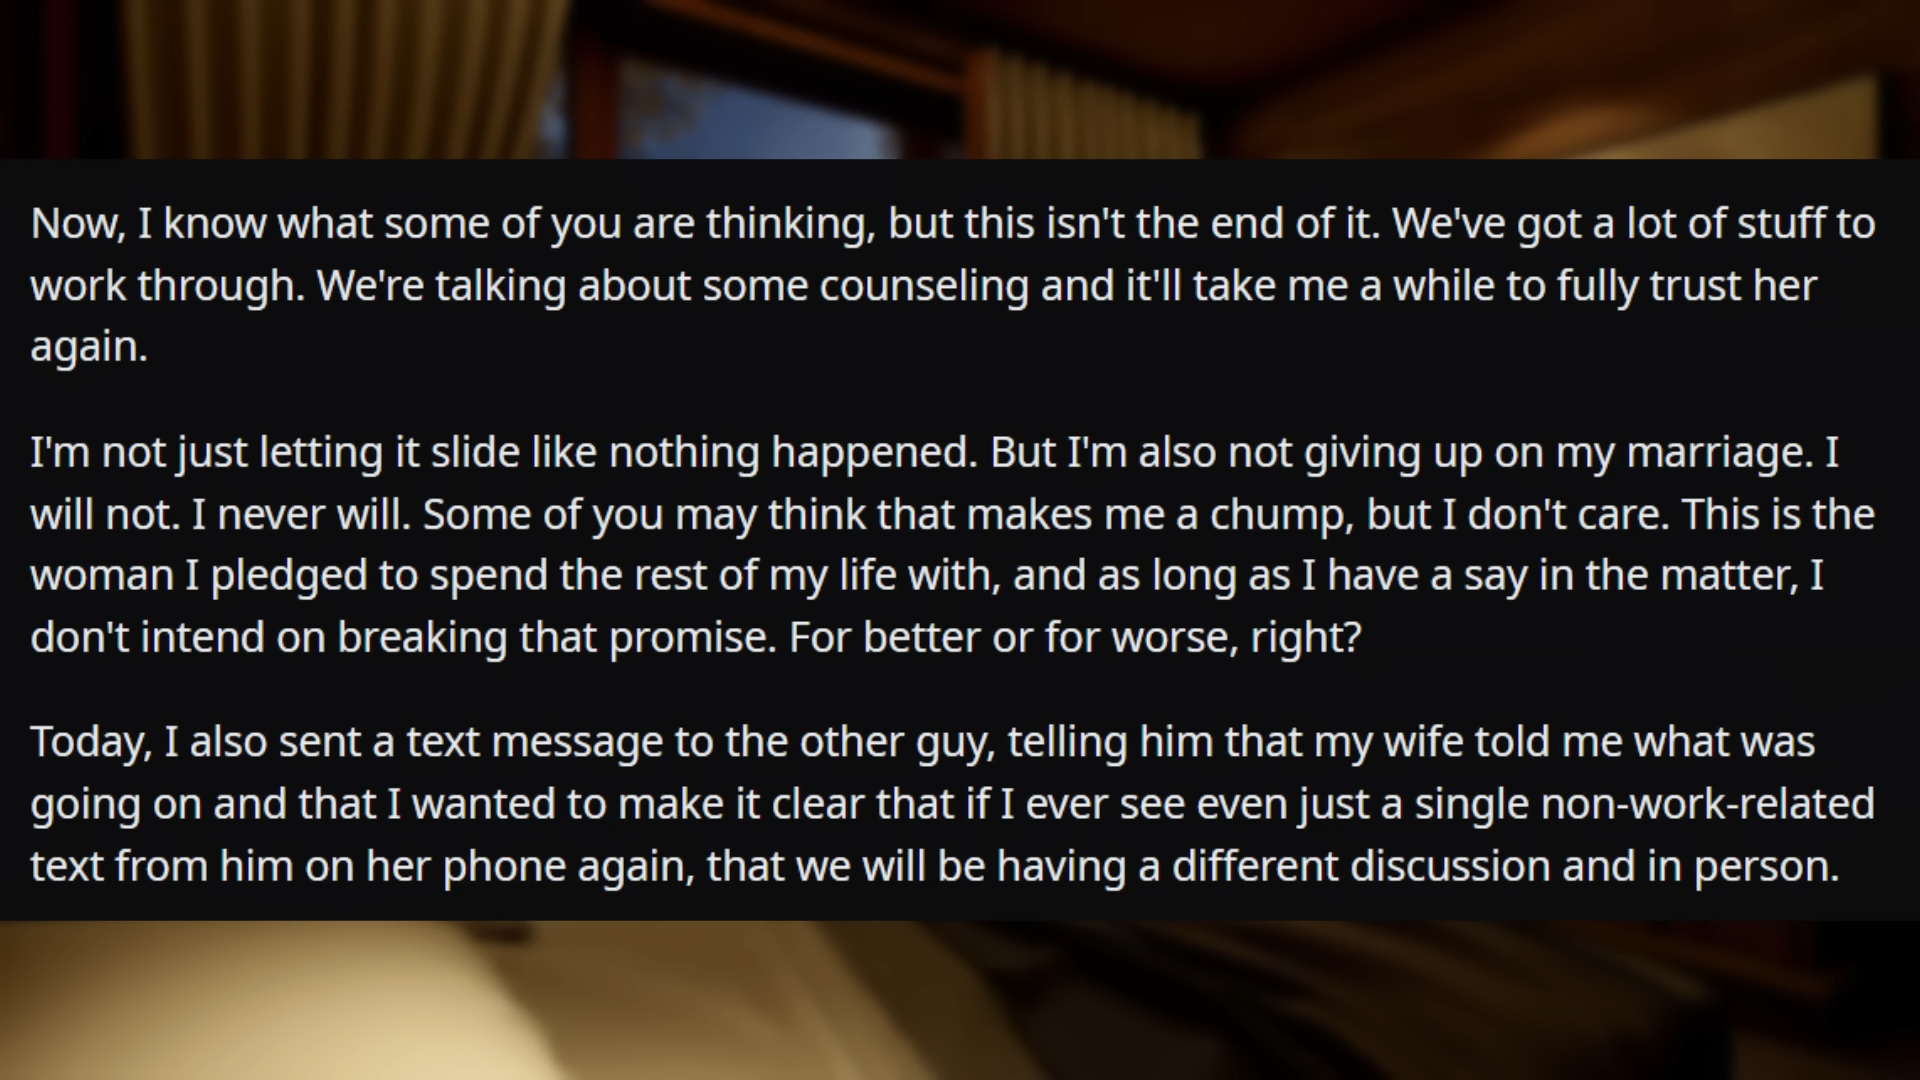 Now, I know what some of you are thinking, but this isn't the end of it. We've got a lot of stuff to
work through. We're talking about some counseling and it'll take me a while to fully trust her
again.
I'm not just letting it slide like nothing happened. But I'm also not giving up on my marriage. I
will not. I never will. Some of you may think that makes me a chump, but I don't care. This is the
woman I pledged to spend the rest of my life with, and as long as I have a say in the matter, I
don't intend on breaking that promise. For better or for worse, right?
Today, I also sent a text message to the other guy, telling him that my wife told me what was
going on and that I wanted to make it clear that if I ever see even just a single non-work-related
text from him on her phone again, that we will be having a different discussion and in person.